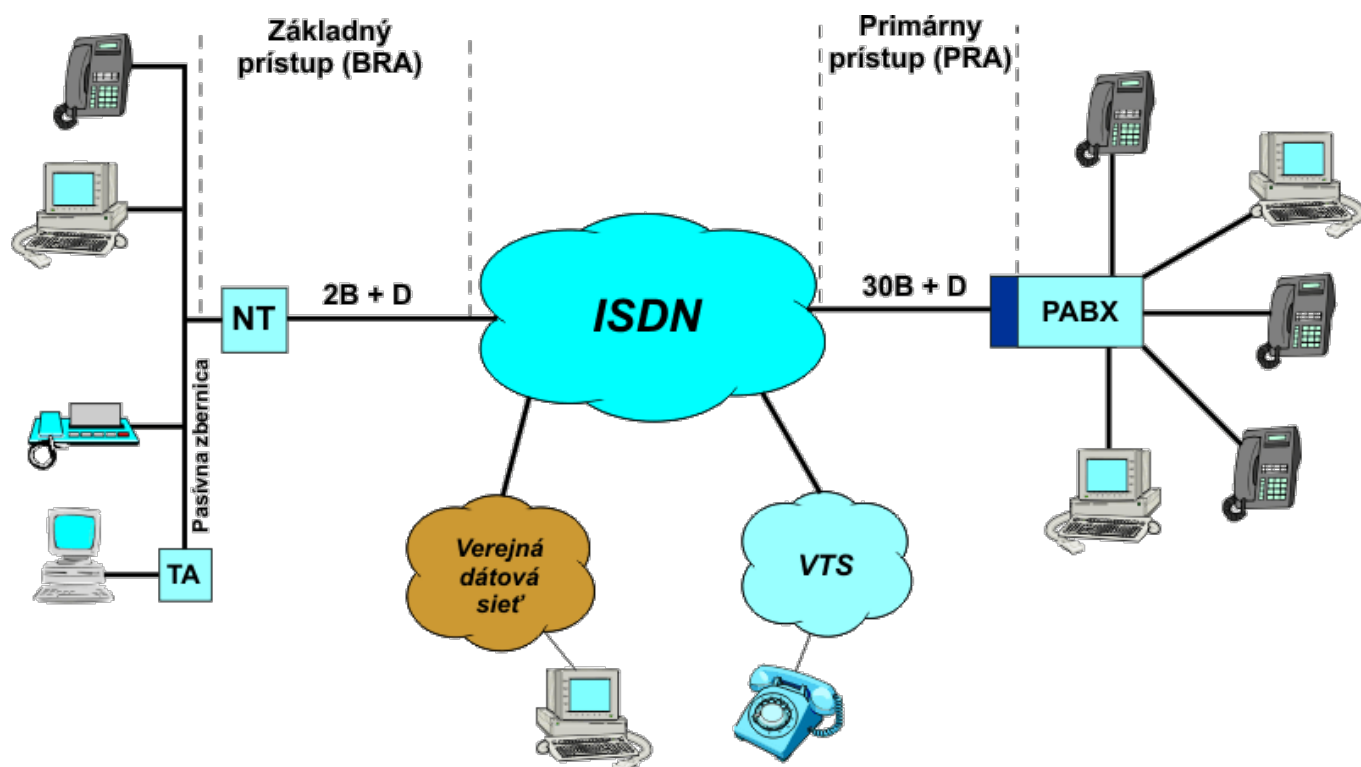 Základný
prístup (BRA)
Primárny
prístup (PRA)
2B + D
30B + D
NT
ISDN
PABX
Pasívna zbernica
TA
Verejná
dátová
sieť
VTS